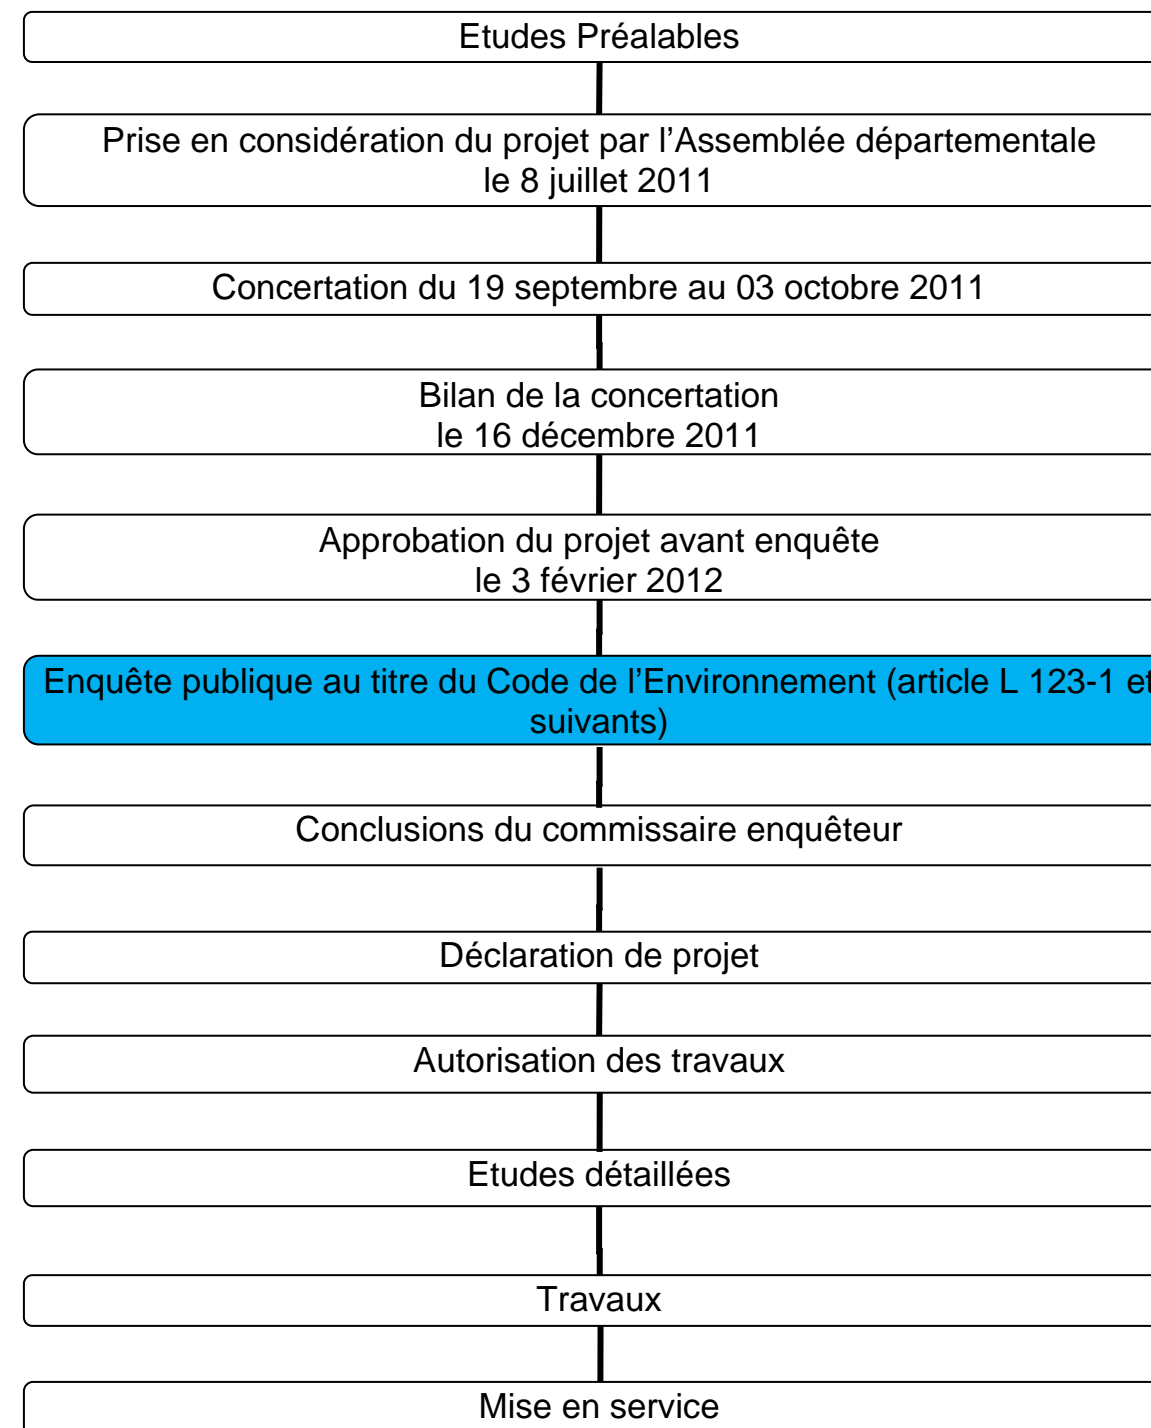 Etudes Préalables
Prise en considération du projet par l’Assemblée départementale
le 8 juillet 2011
Concertation du 19 septembre au 03 octobre 2011
Bilan de la concertation
le 16 décembre 2011
Approbation du projet avant enquête
le 3 février 2012
Enquête publique au titre du Code de l’Environnement (article L 123-1 et
suivants)
Conclusions du commissaire enquêteur
Déclaration de projet
Autorisation des travaux
Etudes détaillées
Travaux
Mise en service